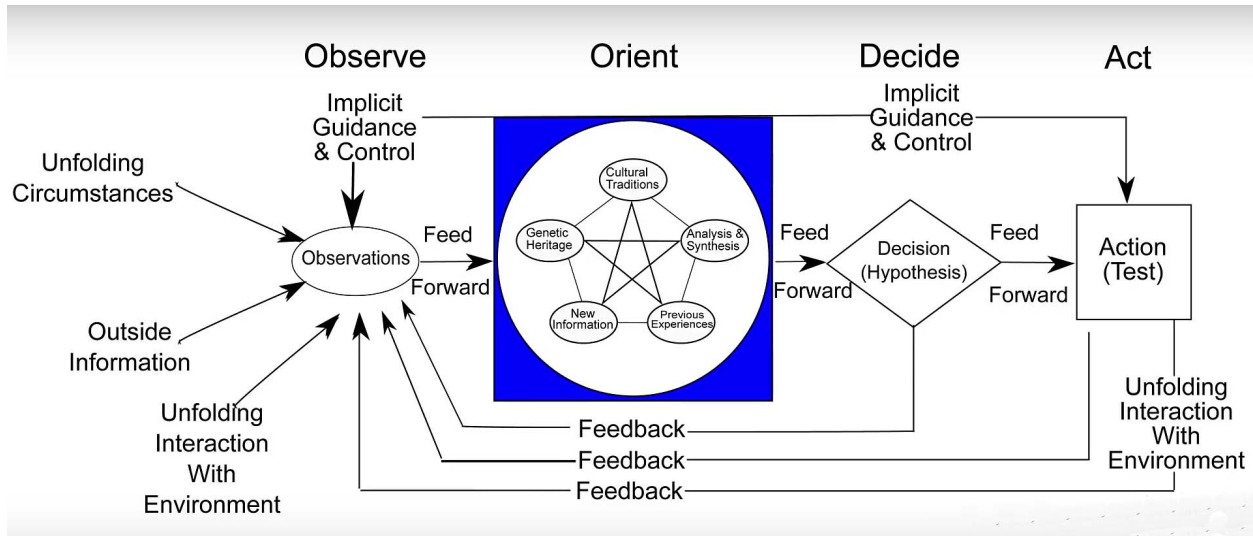 Observe
Orient
Decide
Act
Implicit
Guidance
& Control
Implicit
Guidance
& Control
Unfolding
Circumstances
Cultural
Traditions
Genetic
Heritage
Analysis &
Synthesis
New
Information
Previous
Experiences
Observations
Feed
Forward
Feed
Forward
Decision
(Hypothesis)
Feed
Forward
Action
(Test)
Outside
Information
Unfolding
Interaction
With
Environment
Feedback
Feedback
Feedback
Unfolding
Interaction
With
Environment